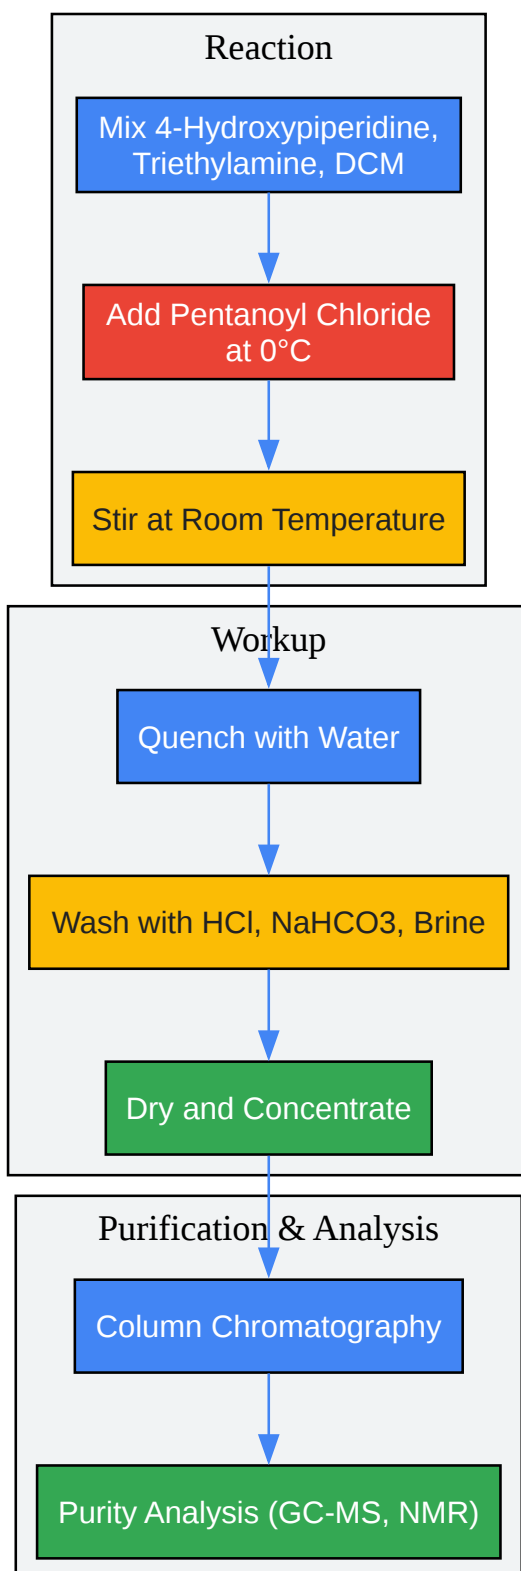 Reaction
Mix 4-Hydroxypiperidine,
Triethylamine, DCM
Add Pentanoyl Chloride
at 0°C
Stir at Room Temperature
Workup
Quench with Water
Wash with HCl, NaHCO3, Brine
Dry and Concentrate
Purification & Analysis
Column Chromatography
Purity Analysis (GC-MS, NMR)